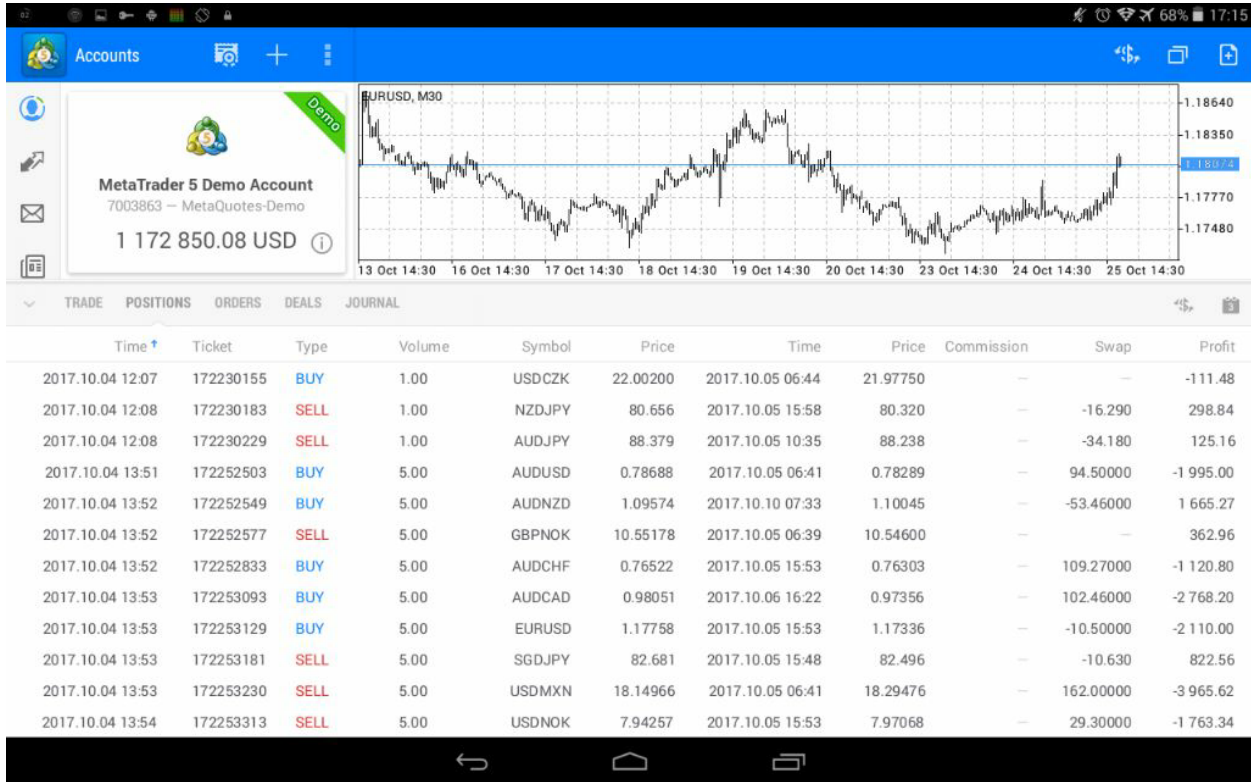 68% 17:15
Accounts
Demo
MetaTrader 5 Demo Account
7003863 — MetaQuotes-Demo
1 172 850.08 USD
EURUSD, M30
1.18640
1.18350
1.18074
1.17770
1.17480
13 Oct 14:30 16 Oct 14:30 17 Oct 14:30 18 Oct 14:30 19 Oct 14:30 20 Oct 14:30 23 Oct 14:30 24 Oct 14:30 25 Oct 14:30
TRADE POSITIONS ORDERS DEALS JOURNAL
Time Ticket Type Volume Symbol Price Time Price Commission Swap Profit
2017.10.04 12:07 172230155 BUY 1.00 USDCZK 22.00200 2017.10.05 06:44 21.97750 — — -111.48
2017.10.04 12:08 172230183 SELL 1.00 NZDJPY 80.656 2017.10.05 15:58 80.320 — -16.290 298.84
2017.10.04 12:08 172230229 SELL 1.00 AUDJPY 88.379 2017.10.05 10:35 88.238 — -34.180 125.16
2017.10.04 13:51 172252503 BUY 5.00 AUDUSD 0.78688 2017.10.05 06:41 0.78289 — 94.50000 -1 995.00
2017.10.04 13:52 172252549 BUY 5.00 AUDNZD 1.09574 2017.10.10 07:33 1.10045 — -53.46000 1 665.27
2017.10.04 13:52 172252577 SELL 5.00 GBPNOK 10.55178 2017.10.05 06:39 10.54600 — — 362.96
2017.10.04 13:52 172252833 BUY 5.00 AUDCHF 0.76522 2017.10.05 15:53 0.76303 — 109.27000 -1 120.80
2017.10.04 13:53 172253093 BUY 5.00 AUDCAD 0.98051 2017.10.06 16:22 0.97356 — 102.46000 -2 768.20
2017.10.04 13:53 172253129 BUY 5.00 EURUSD 1.17758 2017.10.05 15:53 1.17336 — -10.50000 -2 110.00
2017.10.04 13:53 172253181 SELL 5.00 SGDJPY 82.681 2017.10.05 15:48 82.496 — -10.630 822.56
2017.10.04 13:53 172253230 SELL 5.00 USDMXN 18.14966 2017.10.05 06:41 18.29476 — 162.00000 -3 965.62
2017.10.04 13:54 172253313 SELL 5.00 USDNOK 7.94257 2017.10.05 15:53 7.97068 — 29.30000 -1 763.34